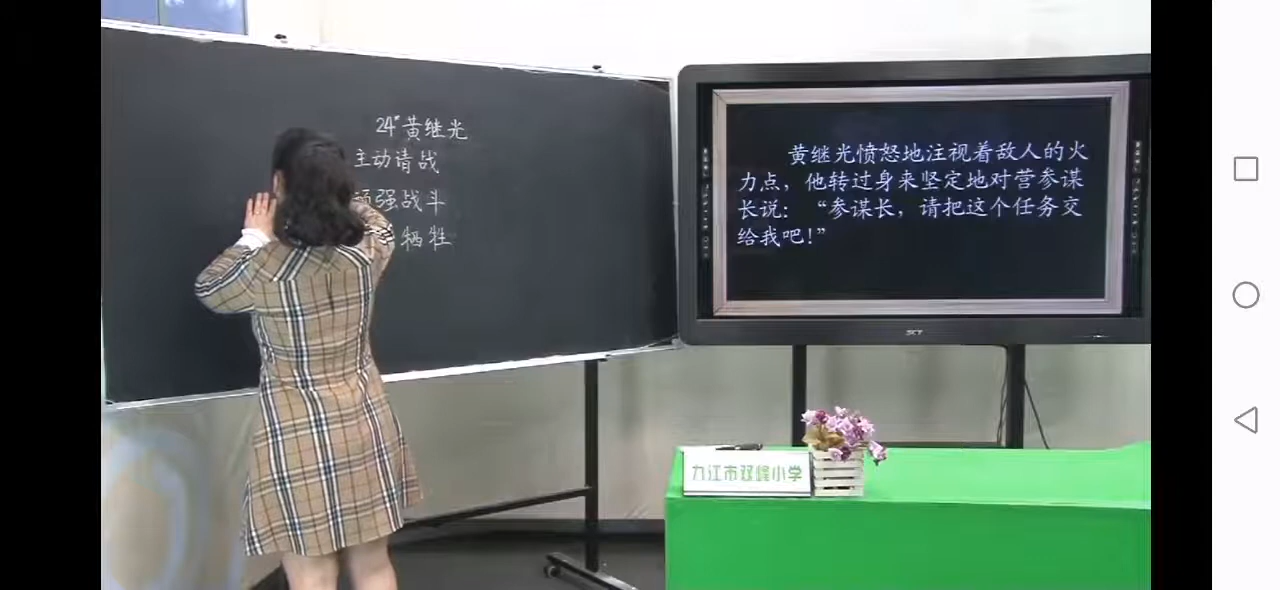 24* 黄继光
主动请战
强战斗
牺牲
黄继光愤怒地注视着敌人的火
力点，他转过身来坚定地对营参谋
长说：“参谋长，请把这个任务交
给我吧！”
九江市双峰小学